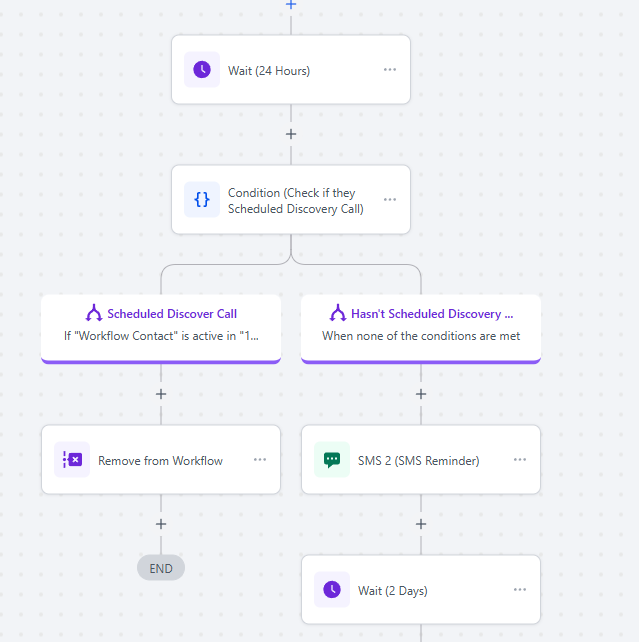 Wait (24 Hours)
Condition (Check if they
Scheduled Discovery Call)
Scheduled Discover Call
If "Workflow Contact" is active in "1...
Hasn't Scheduled Discovery ...
When none of the conditions are met
Remove from Workflow
SMS 2 (SMS Reminder)
END
Wait (2 Days)